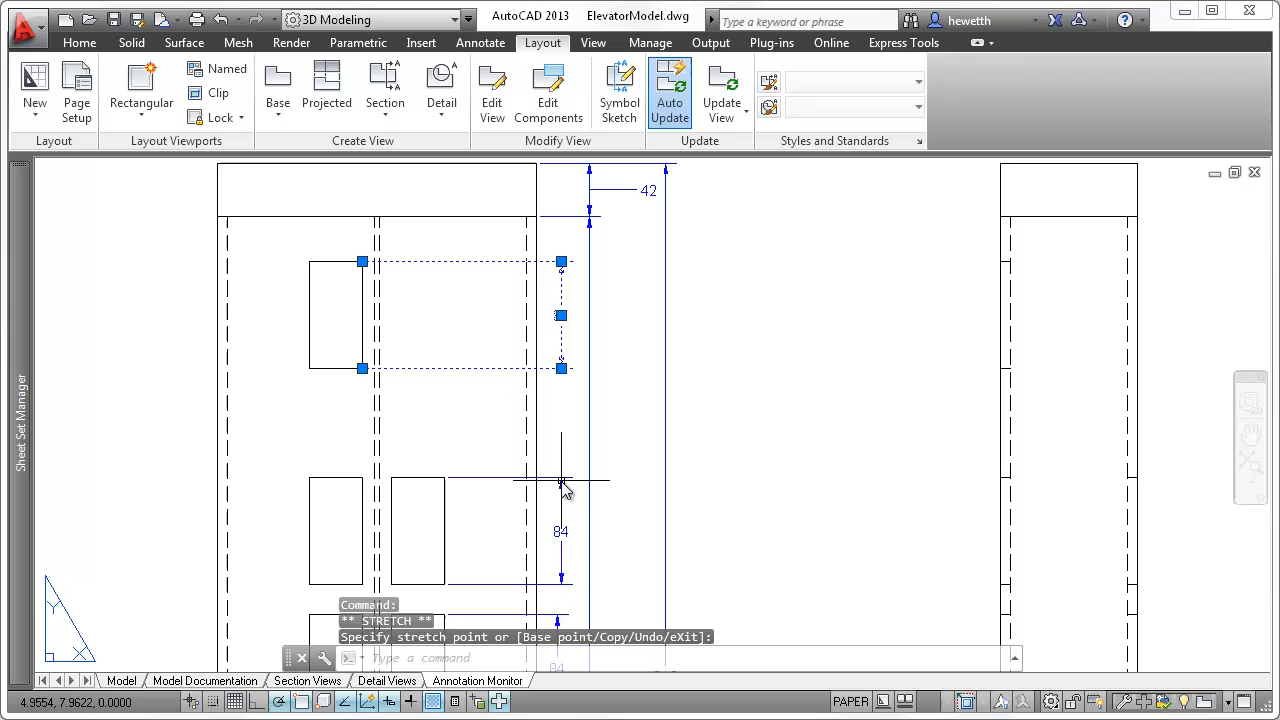 3D Modeling
AutoCAD 2013 ElevatorModel.dwg
Type a keyword or phrase
hewetth
Home Solid Surface Mesh Render Parametric Insert Annotate Layout View Manage Output Plug-ins Online Express Tools
New
Page Setup
Rectangular
Named
Clip
Lock
Base
Projected
Section
Detail
Edit View
Edit Components
Symbol Sketch
Auto Update
Update View
Layout
Layout Viewports
Create View
Modify View
Update
Styles and Standards
42
84
84
Sheet Set Manager
Y
X
Command:
** STRETCH **
Specify stretch point or [Base point/Copy/Undo/eXit]:
Type a command
Model Model Documentation Section Views Detail Views Annotation Monitor
4.9554, 7.9622, 0.0000
PAPER